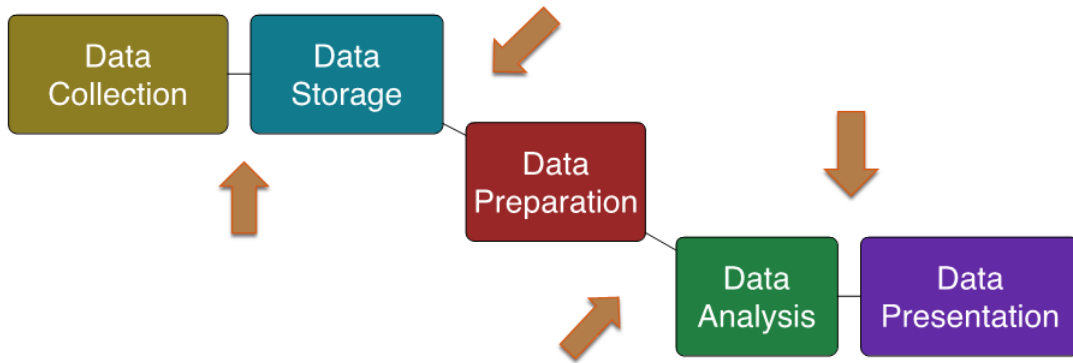 Data
Collection
Data
Storage
Data
Preparation
Data
Analysis
Data
Presentation